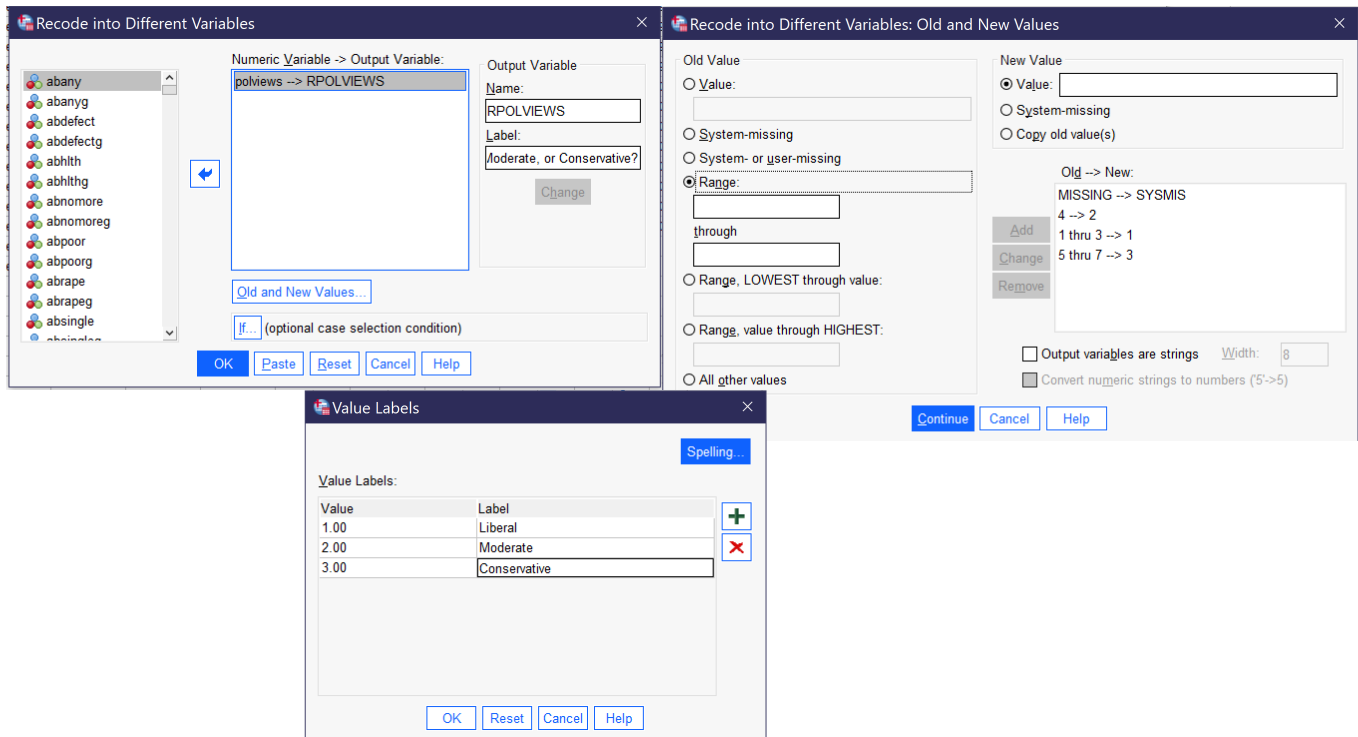 Recode into Different Variables
Numeric Variable -> Output Variable:
abany
abanyg
abdefect
abdefectg
abhlth
abhlthg
abnomore
abnomoreg
abpoor
abpoorg
abrape
abrapeg
absingle
absingleg
polviews --> RPOLVIEWS
Output Variable
Name:
RPOLVIEWS
Label:
Moderate, or Conservative?
Change
Old and New Values...
If... (optional case selection condition)
OK Paste Reset Cancel Help
Recode into Different Variables: Old and New Values
Old Value
Value:
System-missing
System- or user-missing
Range:
through
Range, LOWEST through value:
Range, value through HIGHEST:
All other values
New Value
Value:
System-missing
Copy old value(s)
Old --> New:
MISSING --> SYSMIS
4 --> 2
1 thru 3 --> 1
5 thru 7 --> 3
Add
Change
Remove
Output variables are strings Width: 8
Convert numeric strings to numbers ('5'->5)
Continue Cancel Help
Value Labels
Spelling...
Value Labels:
Value Label
1.00 Liberal
2.00 Moderate
3.00 Conservative
OK Reset Cancel Help